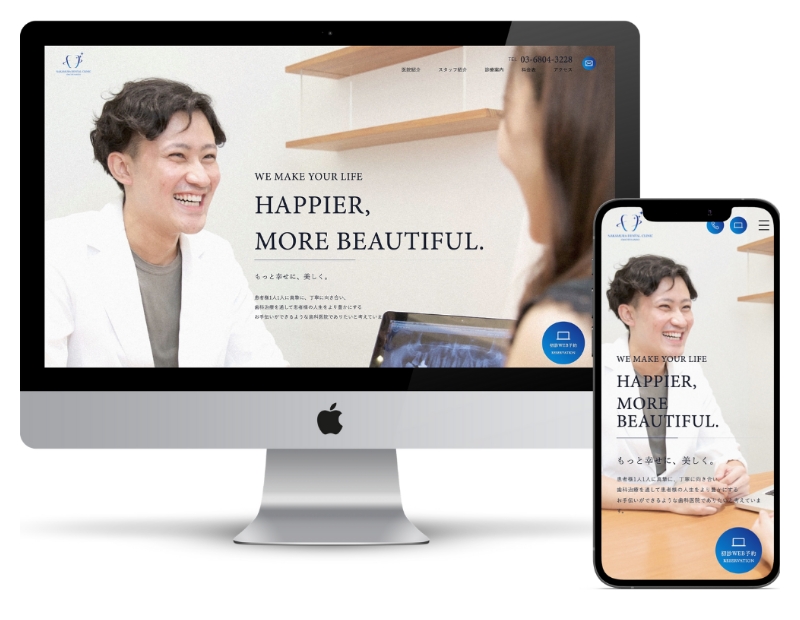 TEL. 03-6804-3228
医院紹介 スタッフ紹介 診療案内 料金表 アクセス
WE MAKE YOUR LIFE
HAPPIER,
MORE BEAUTIFUL.
もっと幸せに、美しく。
患者様1人1人に真摯に、丁寧に向き合い、
歯科治療を通して患者様の人生をより豊かにする
お手伝いができるような歯科医院でありたいと考えてい
初診WEB予約
RESERVATION
WE MAKE YOUR LIFE
HAPPIER,
MORE
BEAUTIFUL.
もっと幸せに、美しく。
患者様1人1人に真摯に、丁寧に向き合い、
歯科治療を通して患者様の人生をより豊かにする
お手伝いができるような歯科医院でありたいと考えていま
す。
初診WEB予約
RESERVATION